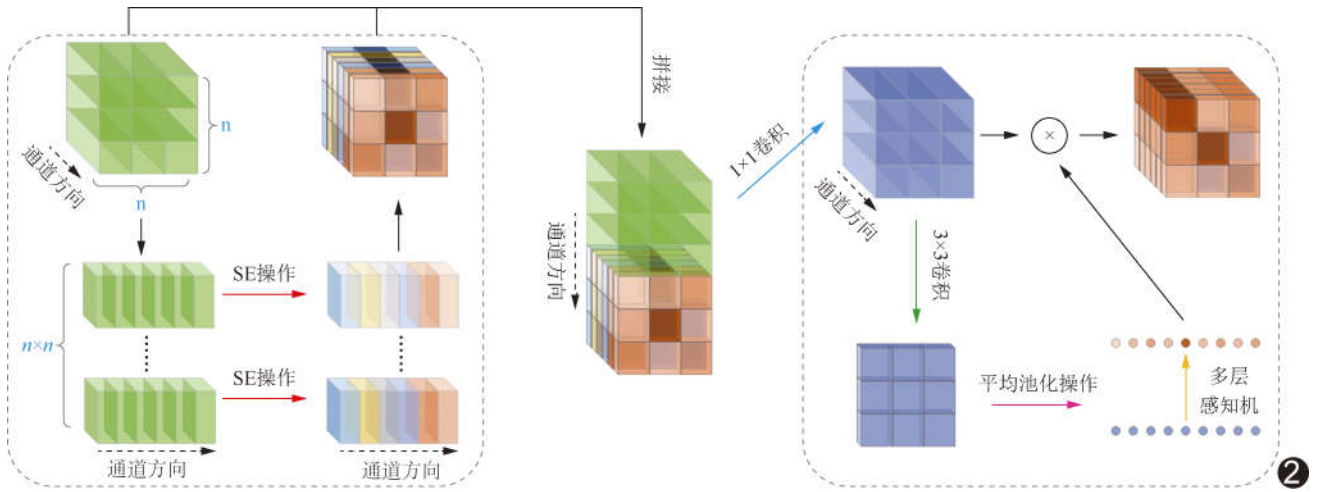 n
通道方向
n
SE操作
n×n
SE操作
通道方向
通道方向
拼接
通道方向
1×1卷积
通道方向
×
3×3卷积
平均池化操作
多层
感知机
2